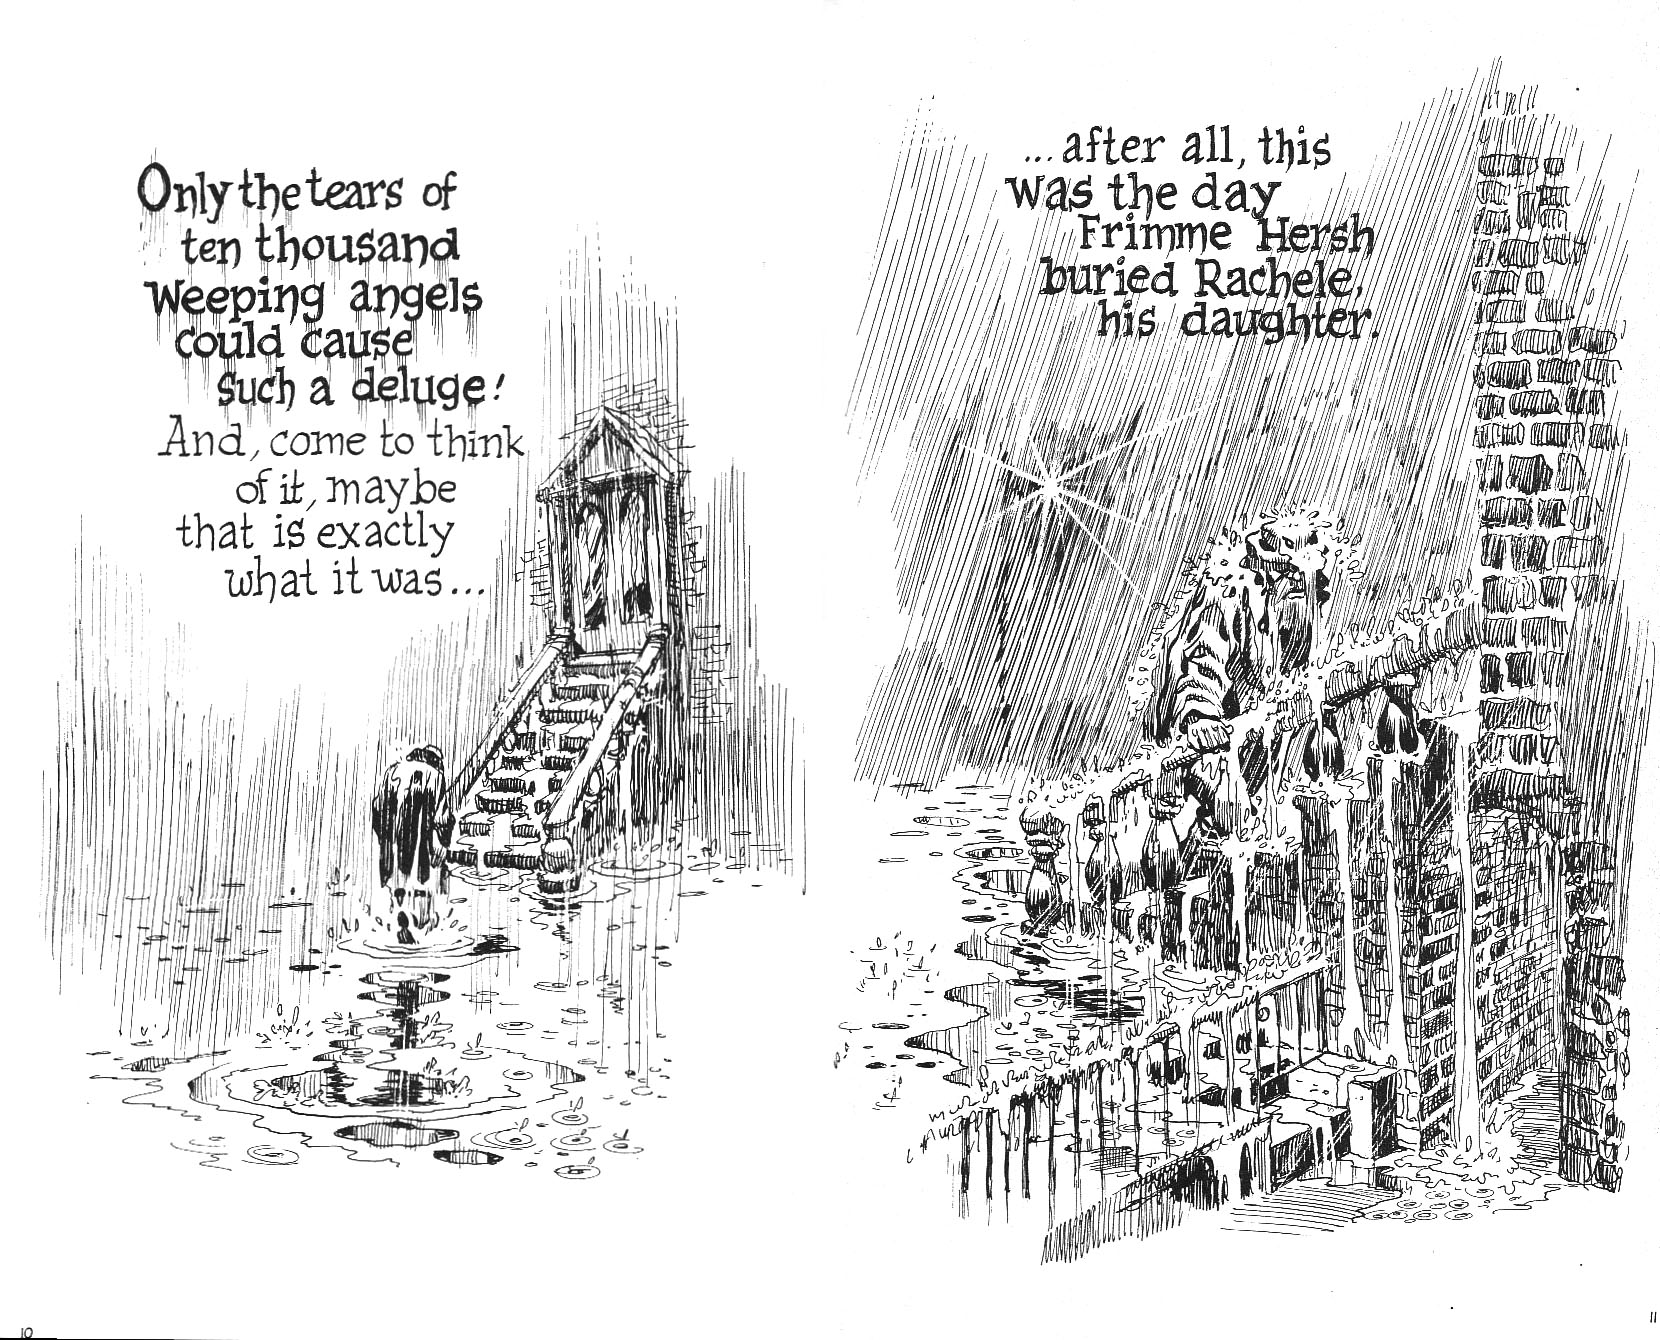 Only the tears of
ten thousand
weeping angels
could cause
such a deluge!
And, come to think
of it, maybe
that is exactly
what it was...
10
...after all, this
was the day
Frimme Hersh
buried Rachele,
his daughter.
11